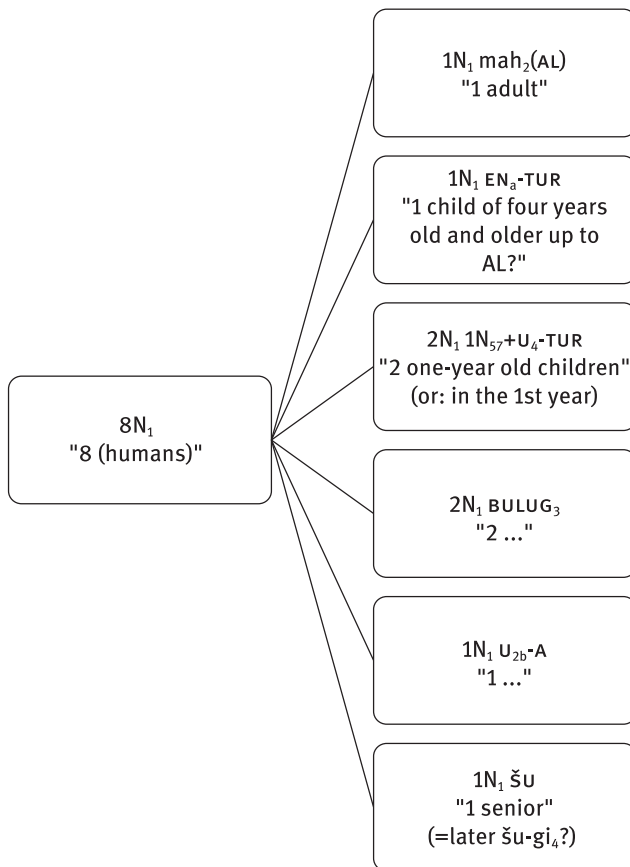 1N₁ mah₂(AL)
"1 adult"
1N₁ ENₐ-TUR
"1 child of four years
old and older up to
AL?"
2N₁ 1N₅₇+U₄-TUR
"2 one-year old children"
(or: in the 1st year)
8N₁
"8 (humans)"
2N₁ BULUG₃
"2 ..."
1N₁ U₂b-A
"1 ..."
1N₁ ŠU
"1 senior"
(=later šu-gi₄?)